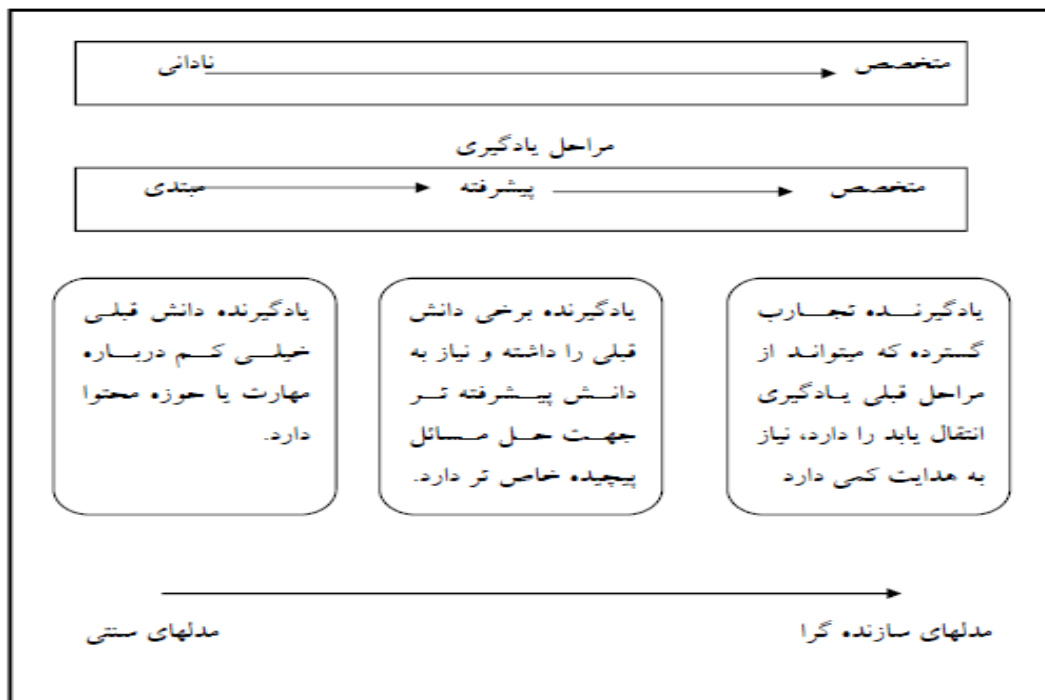 نادانی
متخصص
مراحل یادگیری
مبتدی
پیشرفته
متخصص
یادگیرنده دانش قبلی
خیلی کم درباره
مهارت یا حوزه محتوا
دارد.
یادگیرنده برخی دانش
قبلی را داشته و نیاز به
دانش پیشرفته تر
جهت حل مسائل
پیچیده خاص تر دارد.
یادگیرنده تجارب
گسترده که میتواند از
مراحل قبلی یادگیری
انتقال یابد را دارد، نیاز
به هدایت کمی دارد
مدلهای سنتی
مدلهای سازنده گرا